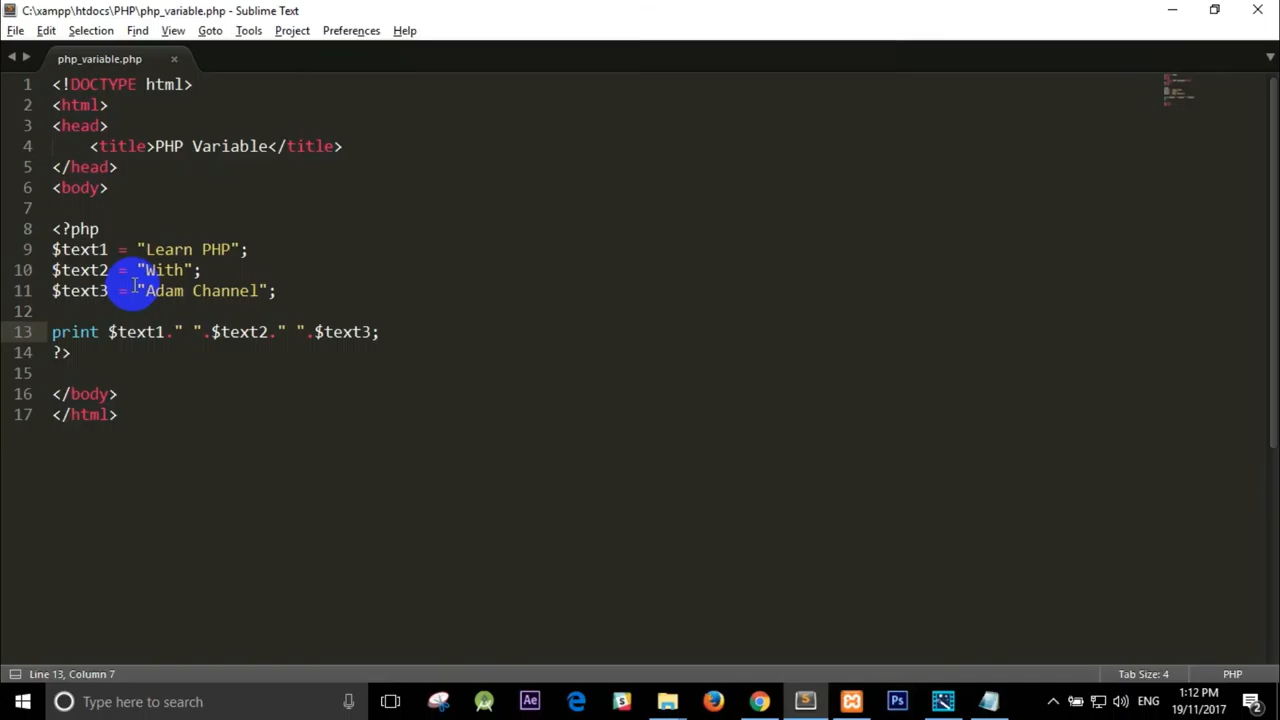 C:\xampp\htdocs\PHP\php_variable.php - Sublime Text
File Edit Selection Find View Goto Tools Project Preferences Help
php_variable.php
1 <!DOCTYPE html>
2 <html>
3 <head>
4 <title>PHP Variable</title>
5 </head>
6 <body>
7
8 <?php
9 $text1 = "Learn PHP";
10 $text2 = "With";
11 $text3 = "Adam Channel";
12
13 print $text1." ".$text2." ".$text3;
14 ?>
15
16 </body>
17 </html>
Line 13, Column 7 Tab Size: 4 PHP
Type here to search Ae Ps ENG 1:12 PM 2
19/11/2017